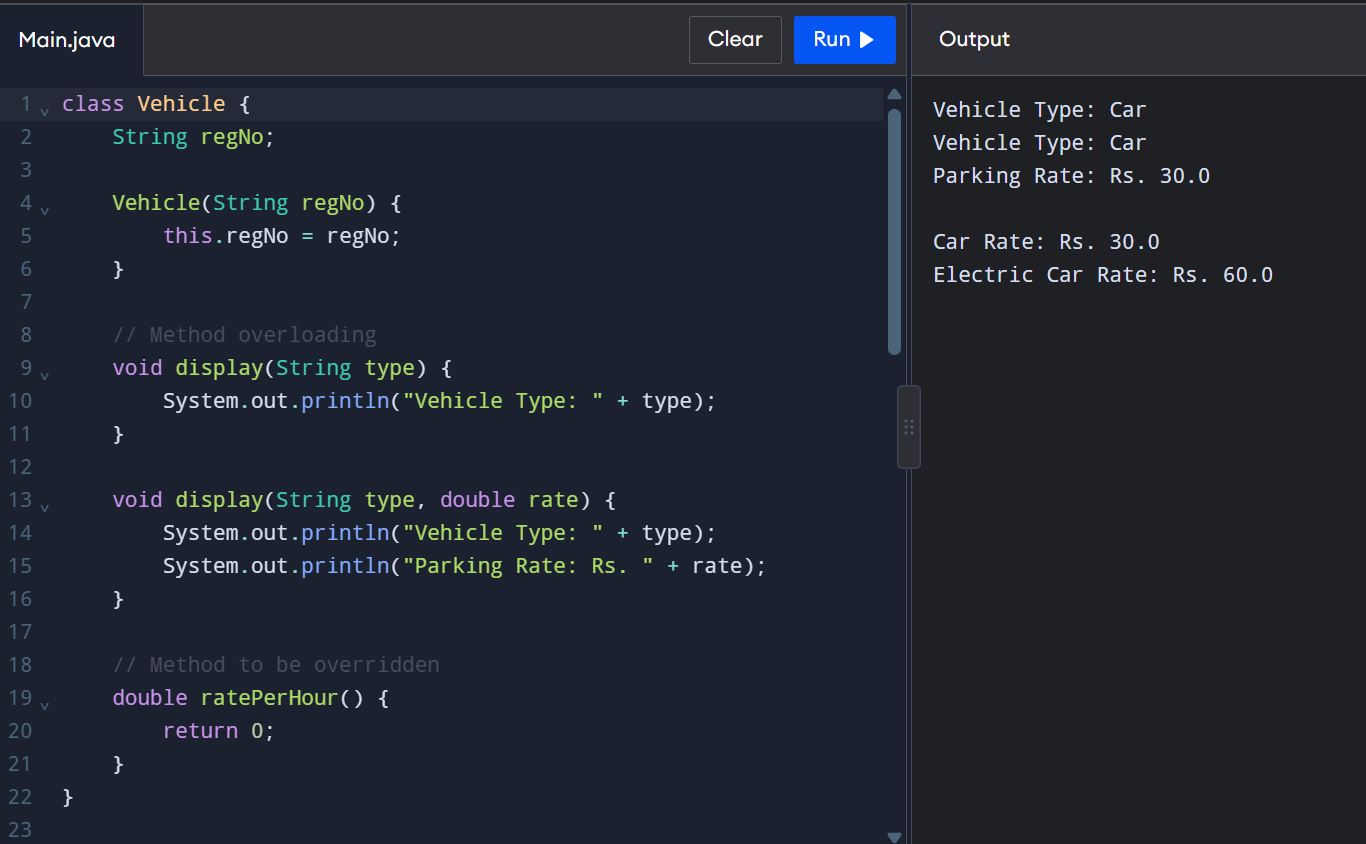 Main.java
Clear
Run
Output
1 class Vehicle {
2 String regNo;
3
4 Vehicle(String regNo) {
5 this.regNo = regNo;
6 }
7
8 // Method overloading
9 void display(String type) {
10 System.out.println("Vehicle Type: " + type);
11 }
12
13 void display(String type, double rate) {
14 System.out.println("Vehicle Type: " + type);
15 System.out.println("Parking Rate: Rs. " + rate);
16 }
17
18 // Method to be overridden
19 double ratePerHour() {
20 return 0;
21 }
22 }
23
Vehicle Type: Car
Vehicle Type: Car
Parking Rate: Rs. 30.0
Car Rate: Rs. 30.0
Electric Car Rate: Rs. 60.0